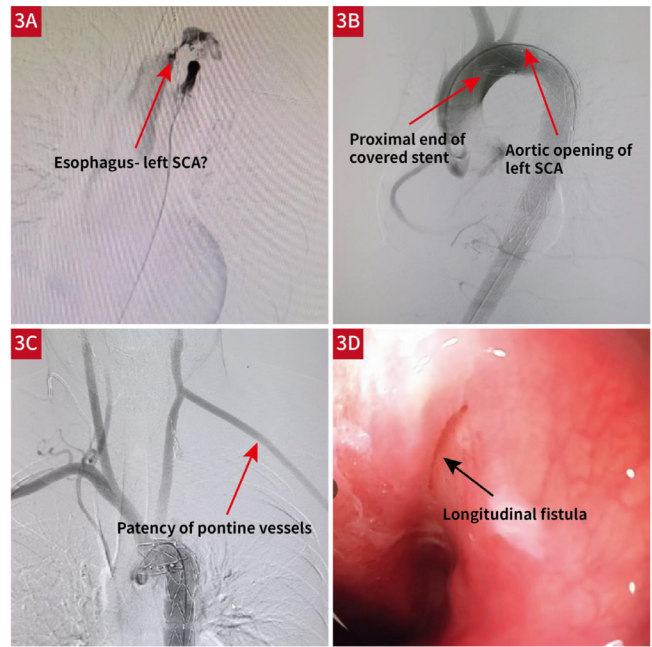 3A
Esophagus- left SCA?
3B
Proximal end of
covered stent
Aortic opening of
left SCA
3C
Patency of pontine vessels
3D
Longitudinal fistula